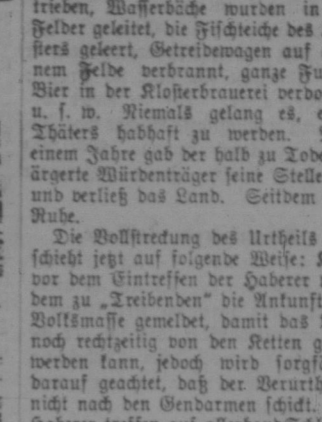 trieben, Wasserbäche wurden in
Felder geleitet, die Fischteiche des
sters geleert, Getreidewagen auf
nem Felde verbrannt, ganze Fu
Bier in der Klosterbrauerei verdo
u. s. w. Niemals gelang es,
Thäters habhaft zu werden.
einem Jahre gab der halb zu Tode
ärgerte Würdenträger seine Stelle
und verließ das Land. Seitdem
Ruhe.
Die Vollstreckung des Urtheils
schieht jetzt auf folgende Weise:
vor dem Eintreffen der Haberer
dem zu „Treibenden" die Ankunft
Volksmasse gemeldet, damit das
noch rechtzeitig von den Ketten g
werden kann, jedoch wird sorgf
darauf geachtet, daß der Verurth
nicht nach den Gendarmen schickt.